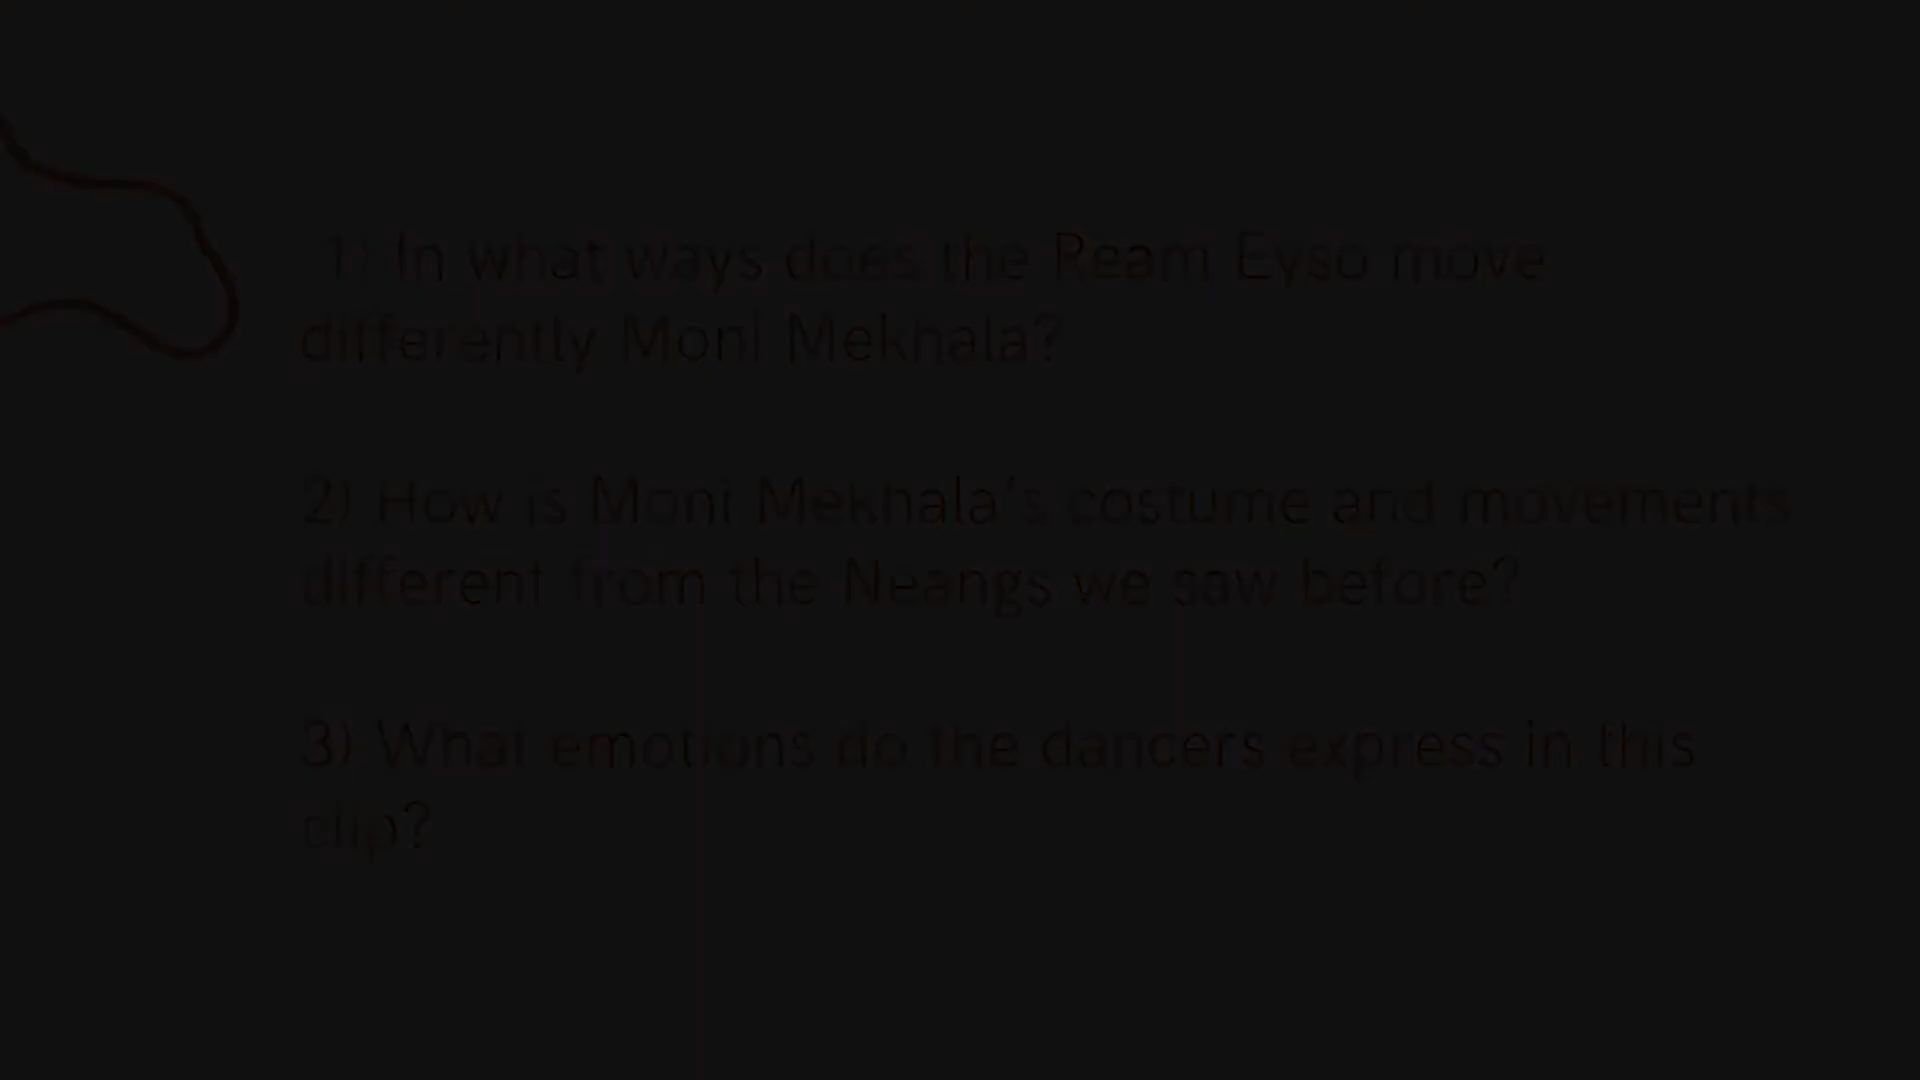 1) In what ways does the Ream Eyso move
differently Moni Mekhala?
2) How is Moni Mekhala's costume and movements
different from the Neangs we saw before?
3) What emotions do the dancers express in this
clip?